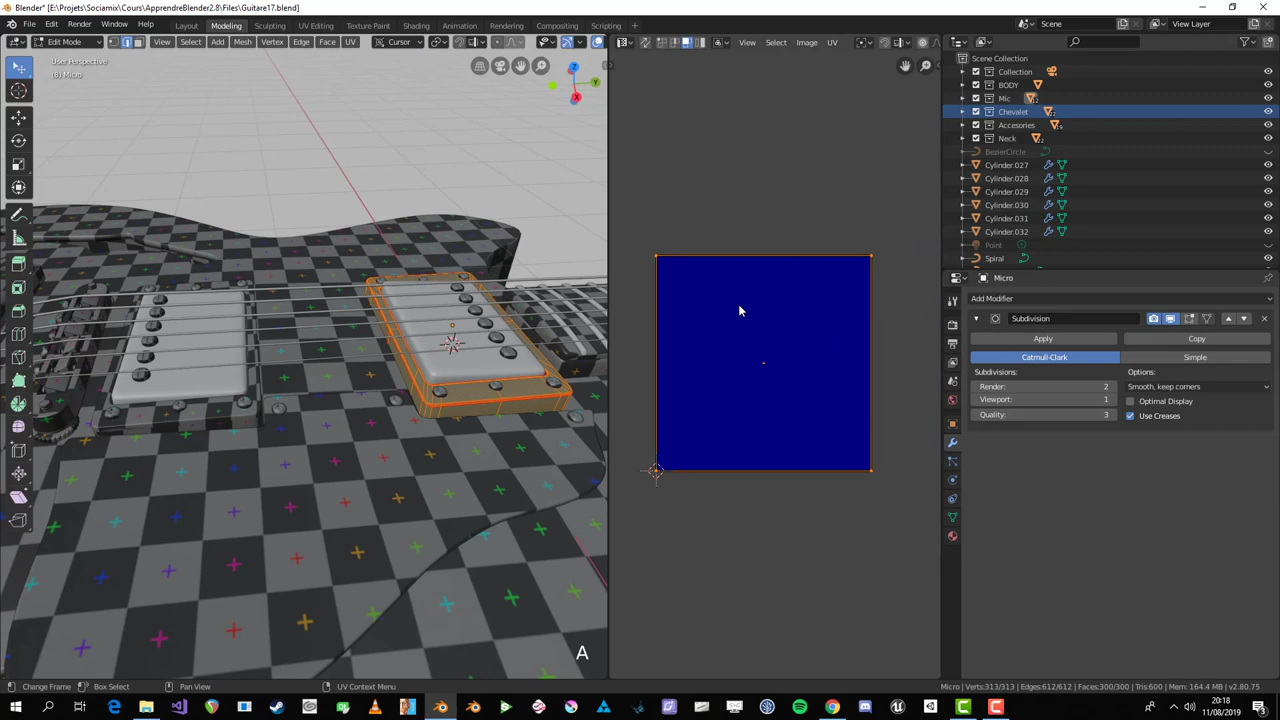 Blender* [E:\Projets\Sociamix\Cours\ApprendreBlender2.8\Files\Guitare17.blend]
File Edit Render Window Help Layout Modeling Sculpting UV Editing Texture Paint Shading Animation Rendering Compositing Scripting Scene View Layer
Edit Mode View Select Add Mesh Vertex Edge Face UV Cursor View Select Image UV
User Perspective
(8) Micro
Z
Y
X
Scene Collection
Collection
BODY
Mic
Chevalet
Accesories
Neck
BezierCircle
Cylinder.027
Cylinder.028
Cylinder.029
Cylinder.030
Cylinder.031
Cylinder.032
Point
Spiral
Micro
Add Modifier
Subdivision
Apply Copy
Catmull-Clark Simple
Subdivisions: Options:
Render: 2 Smooth, keep corners
Viewport: 1 Optimal Display
Quality: 3 Use Creases
A
Change Frame Box Select Pan View UV Context Menu Micro | Verts:313/313 | Edges:612/612 | Faces:300/300 | Tris:600 | Mem: 164.4 MB | v2.80.75
20:18
11/08/2019